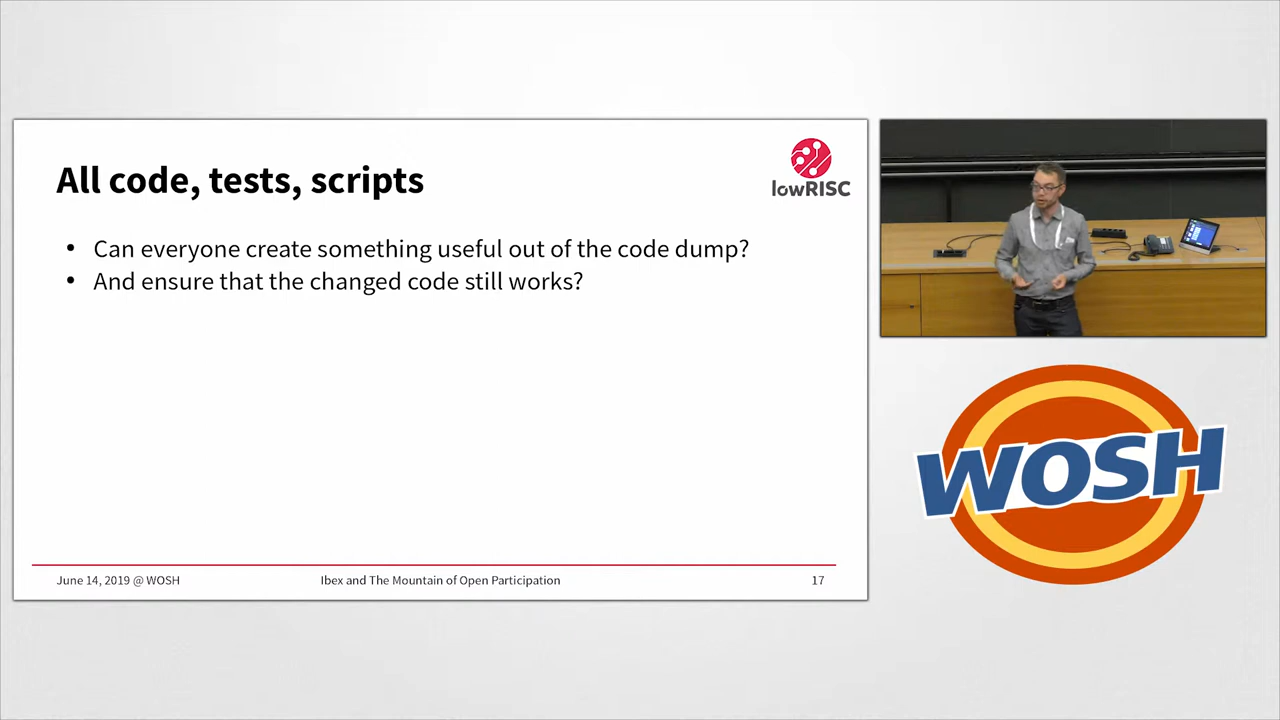 All code, tests, scripts
lowRISC
• Can everyone create something useful out of the code dump?
• And ensure that the changed code still works?
June 14, 2019 @ WOSH
Ibex and The Mountain of Open Participation
17
WOSH